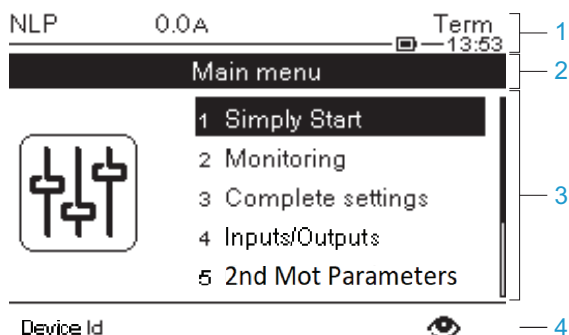 NLP 0.0A Term
13:53 1
Main menu 2
1 Simply Start
2 Monitoring
3 Complete settings 3
4 Inputs/Outputs
5 2nd Mot Parameters
Device Id 4